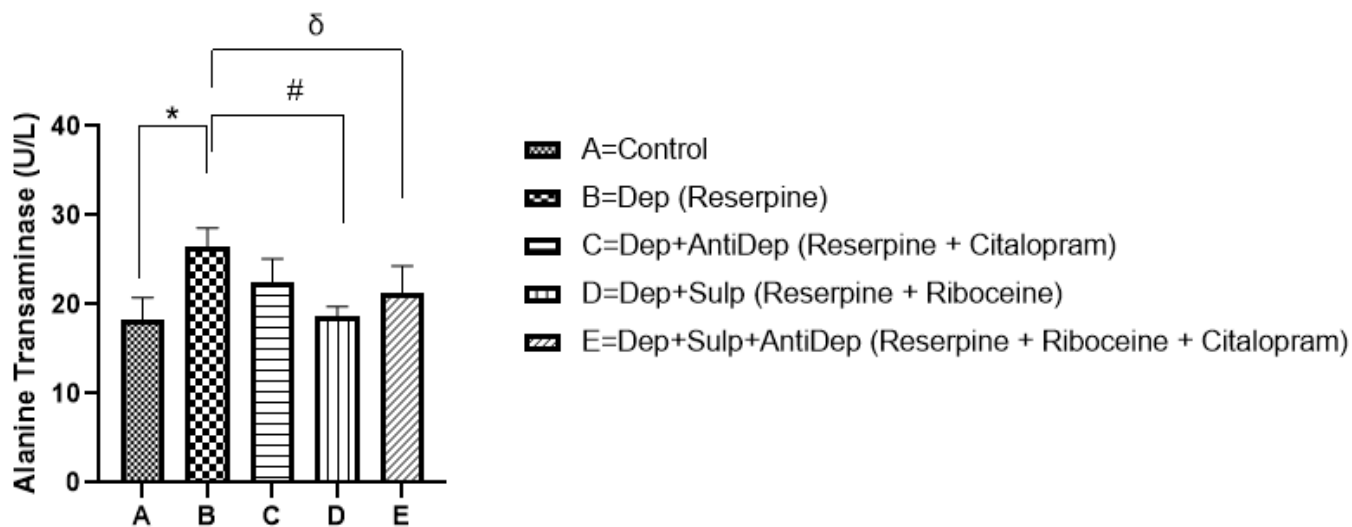 δ
#
*
Alanine Transaminase (U/L)
40
30
20
10
0
A
B
C
D
E
A=Control
B=Dep (Reserpine)
C=Dep+AntiDep (Reserpine + Citalopram)
D=Dep+Sulp (Reserpine + Riboceine)
E=Dep+Sulp+AntiDep (Reserpine + Riboceine + Citalopram)